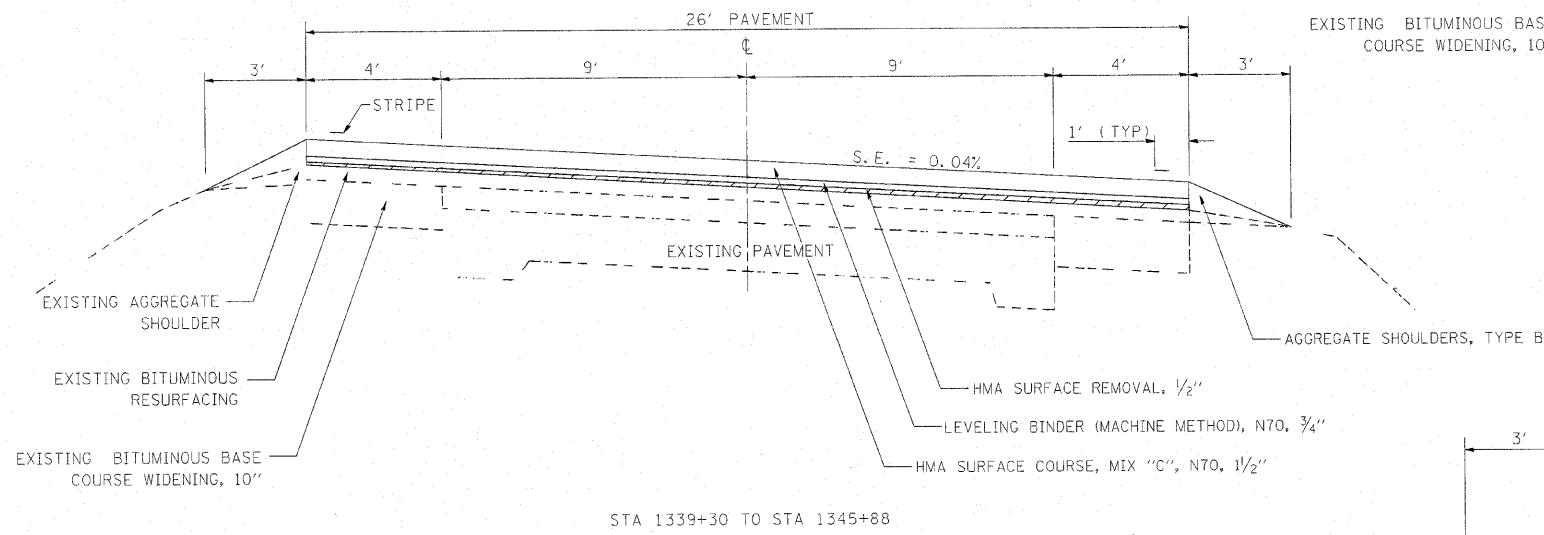 26' PAVEMENT
EXISTING BITUMINOUS BAS
COURSE WIDENING, 10
℄
3'
4'
9'
9'
4'
3'
STRIPE
1' (TYP)
S.E. = 0.04%
EXISTING PAVEMENT
EXISTING AGGREGATE
SHOULDER
AGGREGATE SHOULDERS, TYPE B
EXISTING BITUMINOUS
RESURFACING
HMA SURFACE REMOVAL, 1/2"
LEVELING BINDER (MACHINE METHOD), N70, 3/4"
3'
EXISTING BITUMINOUS BASE
COURSE WIDENING, 10"
HMA SURFACE COURSE, MIX "C", N70, 1 1/2"
STA 1339+30 TO STA 1345+88